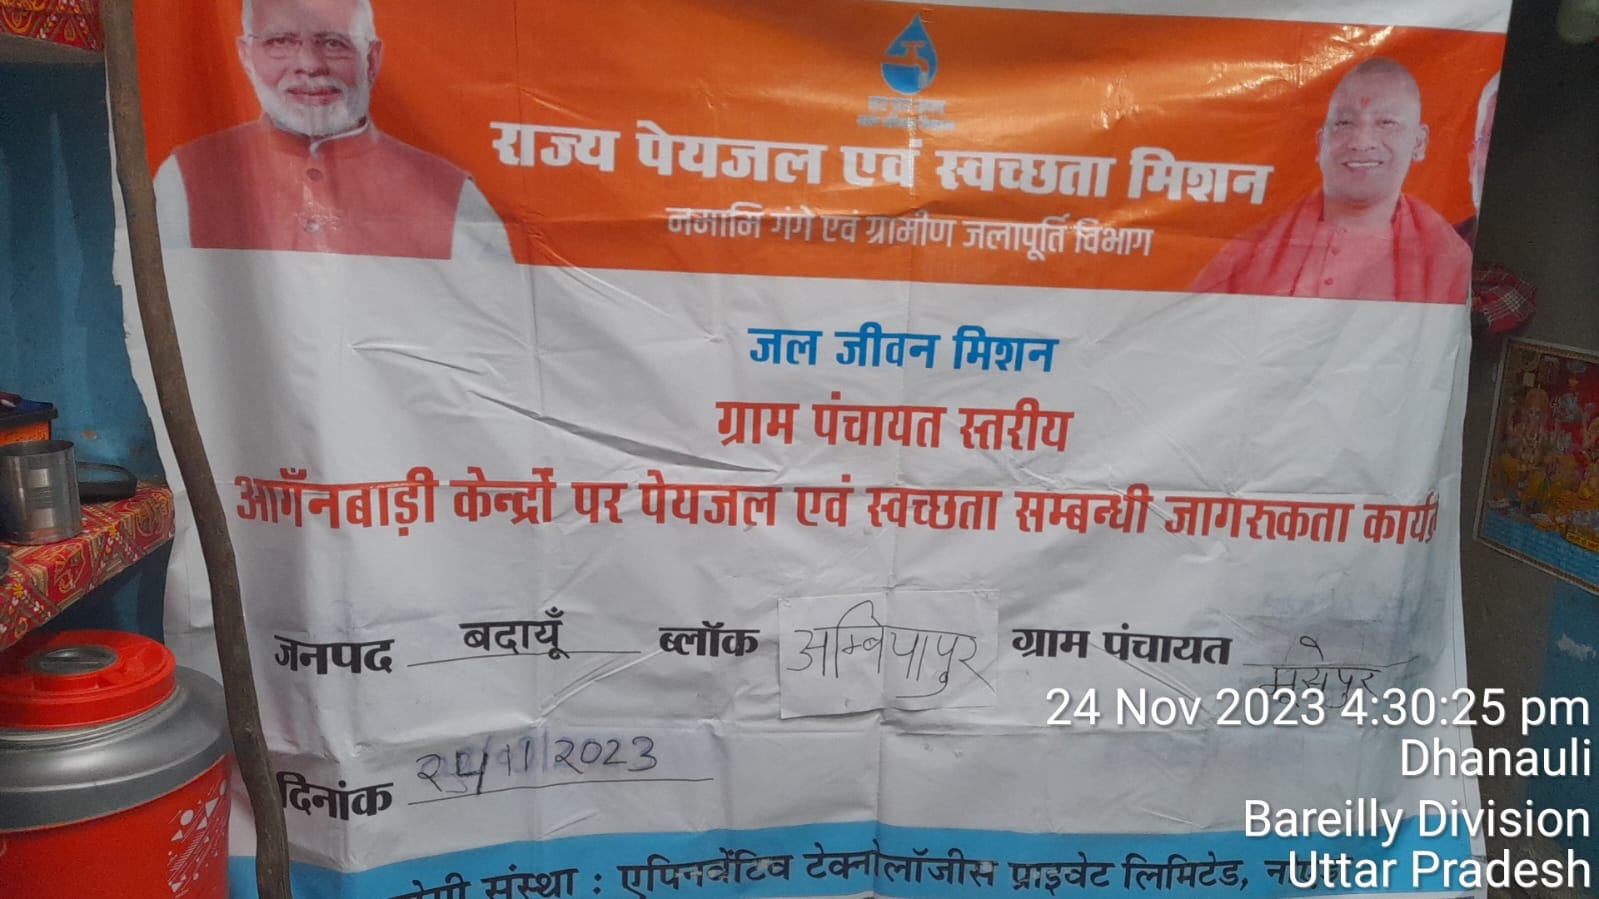 राज्य पेयजल एवं स्वच्छता मिशन
नमामि गंगे एवं ग्रामीण जलापूर्ति विभाग
जल जीवन मिशन
ग्राम पंचायत स्तरीय
आगँनबाड़ी केन्द्रों पर पेयजल एवं स्वच्छता सम्बन्धी जागरुकता
जनपद बदायूँ ब्लॉक अम्बियापुर ग्राम पंचायत
24 Nov 2023 4:30:25 pm
Dhanauli
दिनांक 24/11/2023
Bareilly Division
Uttar Pradesh
संस्था : एपिनवेंटिव टेक्नोलॉजीस प्राइवेट लिमिटेड,